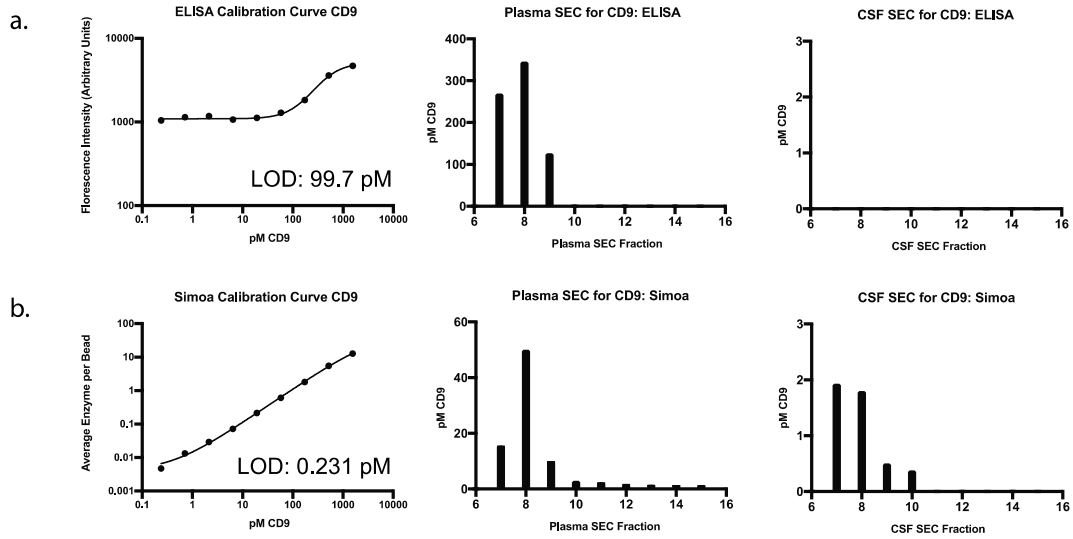 a.
ELISA Calibration Curve CD9
Florescence Intensity (Arbitrary Units)
10000
1000
100
0.1
1
10
100
1000
10000
LOD: 99.7 pM
pM CD9
Plasma SEC for CD9: ELISA
pM CD9
400
300
200
100
0
6
8
10
12
14
16
Plasma SEC Fraction
CSF SEC for CD9: ELISA
pM CD9
3
2
1
0
6
8
10
12
14
16
CSF SEC Fraction
b.
Simoa Calibration Curve CD9
Average Enzyme per Bead
100
10
1
0.1
0.01
0.001
0.1
1
10
100
1000
10000
LOD: 0.231 pM
pM CD9
Plasma SEC for CD9: Simoa
pM CD9
60
40
20
0
6
8
10
12
14
16
Plasma SEC Fraction
CSF SEC for CD9: Simoa
pM CD9
3
2
1
0
6
8
10
12
14
16
CSF SEC Fraction